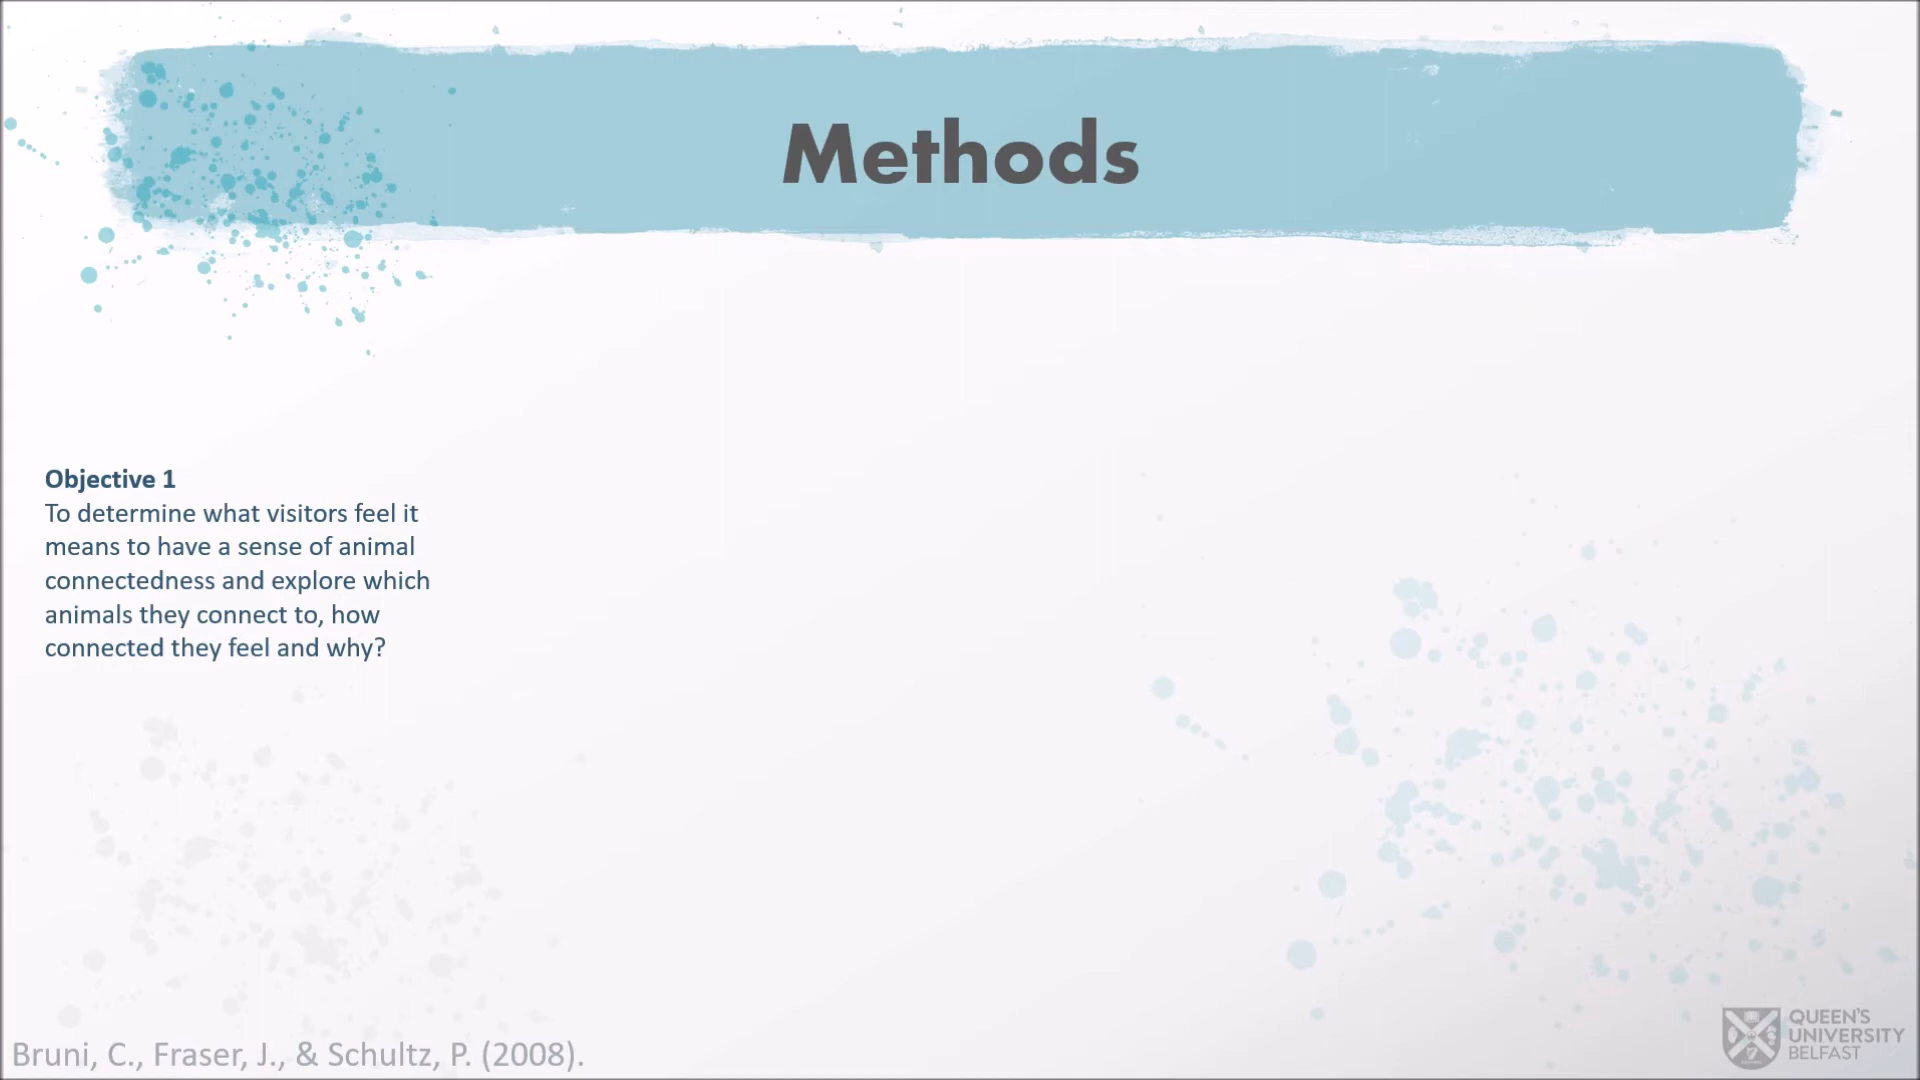 Methods
Objective 1
To determine what visitors feel it
means to have a sense of animal
connectedness and explore which
animals they connect to, how
connected they feel and why?
Bruni, C., Fraser, J., & Schultz, P. (2008).
QUEEN'S
UNIVERSITY
BELFAST